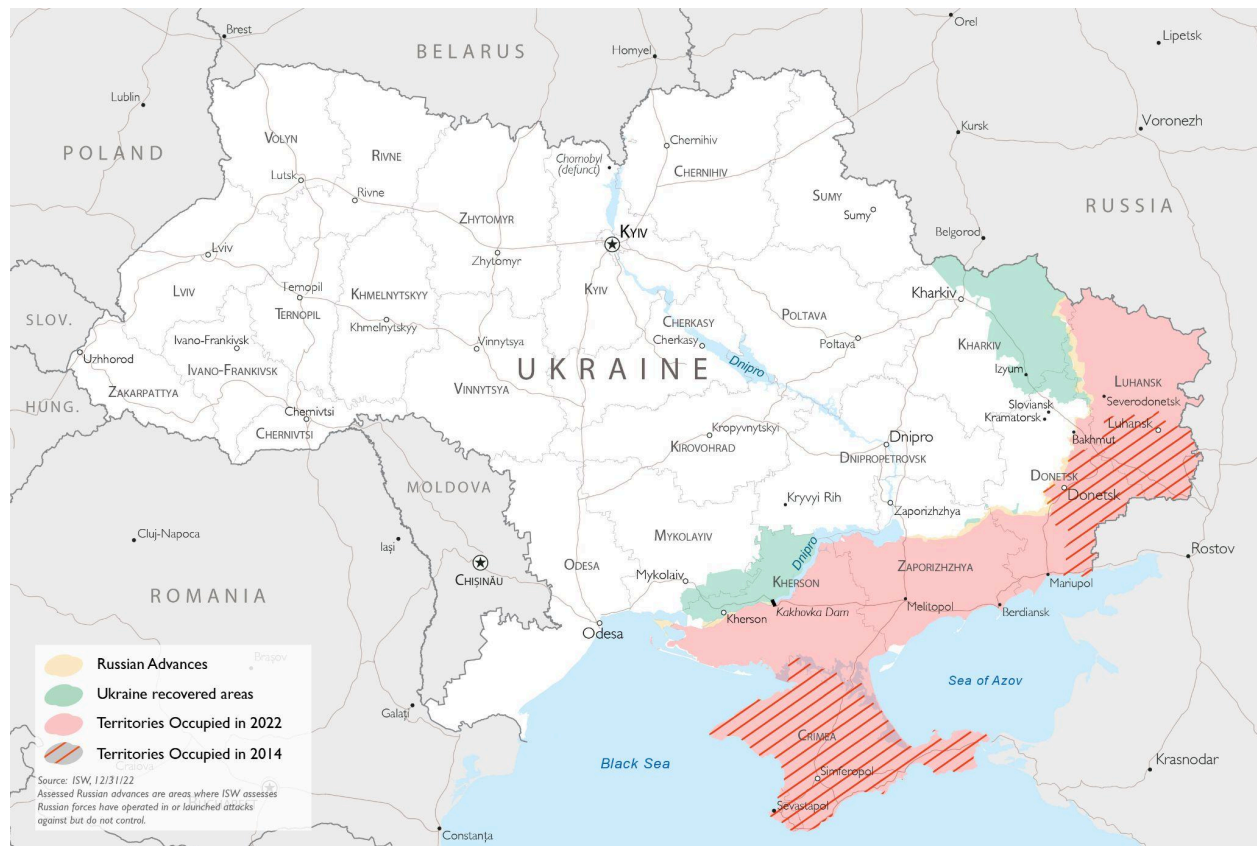 Orel
Brest
BELARUS
Homyel
Lipetsk
Lublin
Voronezh
Kursk
VOLYN
Chernihiv
POLAND
RIVNE
Chornobyl
(defunct)
CHERNIHIV
Lutsk
SUMY
Rivne
RUSSIA
Sumy
ZHYTOMYR
KYIV
Belgorod
Lviv
Zhytomyr
Ternopil
KHMELNYTSKYY
KYIV
Kharkiv
LVIV
TERNOPIL
POLTAVA
SLOV.
Khmelnytskyy
CHERKASY
Ivano-Frankivsk
Cherkasy
Poltava
KHARKIV
Uzhhorod
Vinnytsya
Dnipro
IVANO-FRANKIVSK
UKRAINE
Izyum
ZAKARPATTYA
VINNYTSYA
LUHANSK
Severodonetsk
HUNG.
Chernivtsi
Sloviansk
Kramatorsk
CHERNIVTSI
Kropyvnytskyi
Luhansk
KIROVOHRAD
Dnipro
Bakhmut
DNIPROPETROVSK
MOLDOVA
DONETSK
Donetsk
Kryvyi Rih
Zaporizhzhya
Cluj-Napoca
Iași
MYKOLAYIV
Dnipro
Rostov
CHIȘINĂU
ODESA
ZAPORIZHZHYA
Mykolaiv
KHERSON
Mariupol
ROMANIA
Kakhovka Dam
Melitopol
Berdiansk
Kherson
Odesa
Russian Advances
Brașov
Ukraine recovered areas
Sea of Azov
Galați
Territories Occupied in 2022
CRIMEA
Territories Occupied in 2014
Black Sea
Krasnodar
Simferopol
Source: ISW, 12/31/22
Assessed Russian advances are areas where ISW assesses
Russian forces have operated in or launched attacks
against but do not control.
Sevastapol
Constanța